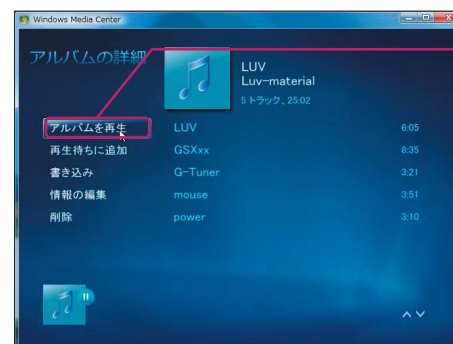 Windows Media Center
アルバムの詳細
LUV
Luv-material
5 トラック、25:02
アルバムを再生
LUV 6:05
再生待ちに追加
GSXxx 8:35
書き込み
G-Tuner 3:21
情報の編集
mouse 3:51
削除
power 3:10